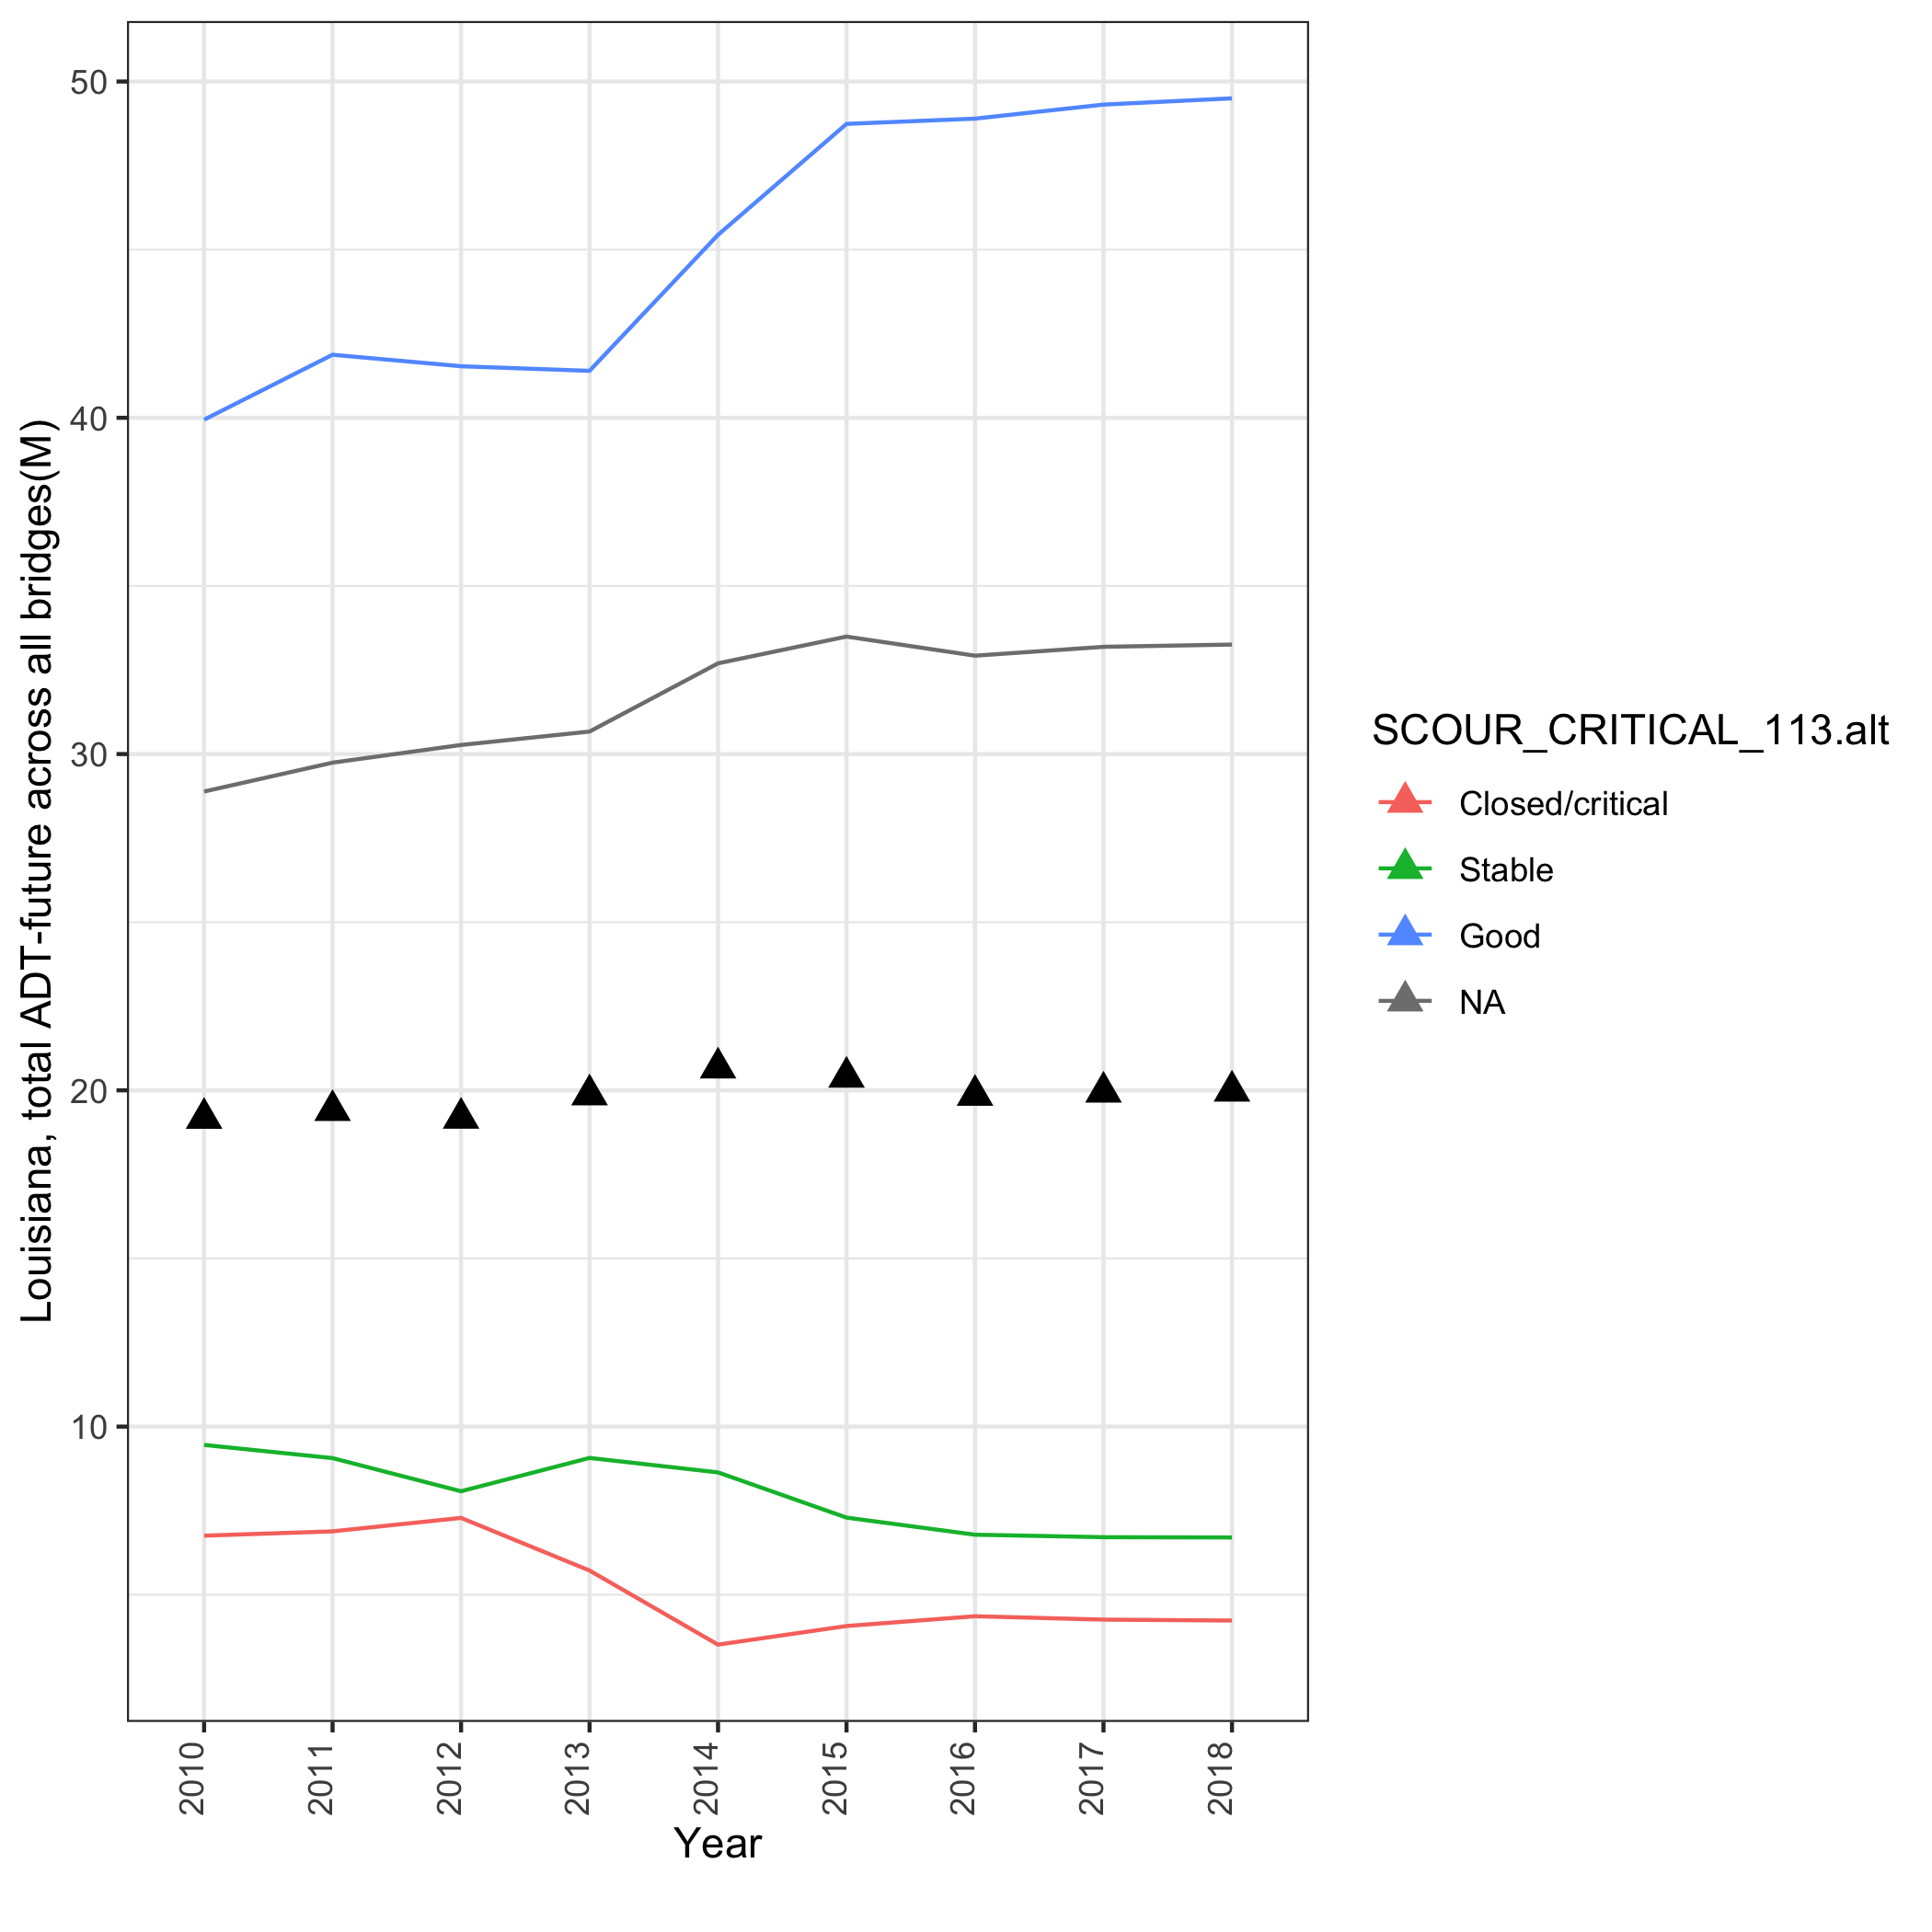 Louisiana, total ADT-future across all bridges(M)
50
40
30
20
10
2010
2011
2012
2013
2014
2015
2016
2017
2018
Year
SCOUR_CRITICAL_113.alt
Closed/critical
Stable
Good
NA